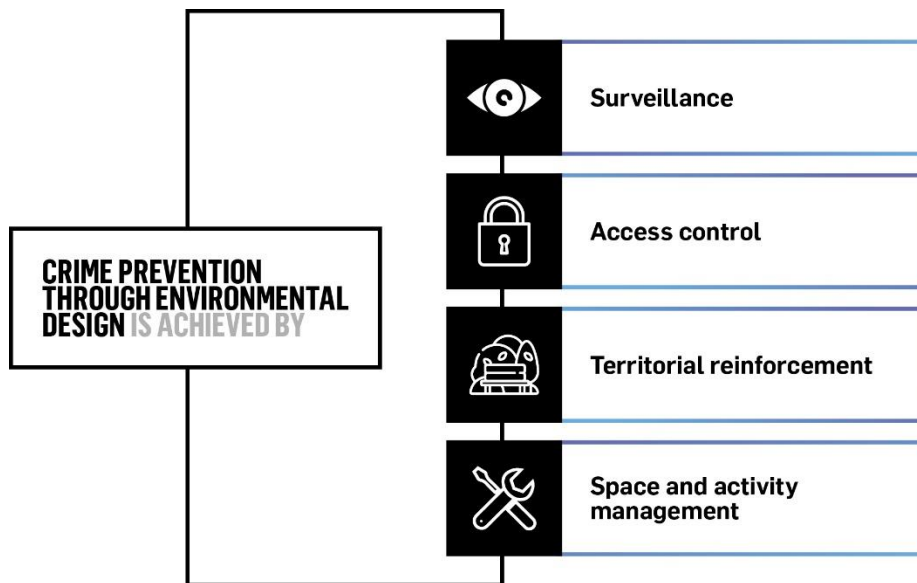 CRIME PREVENTION
THROUGH ENVIRONMENTAL
DESIGN IS ACHIEVED BY
Surveillance
Access control
Territorial reinforcement
Space and activity
management